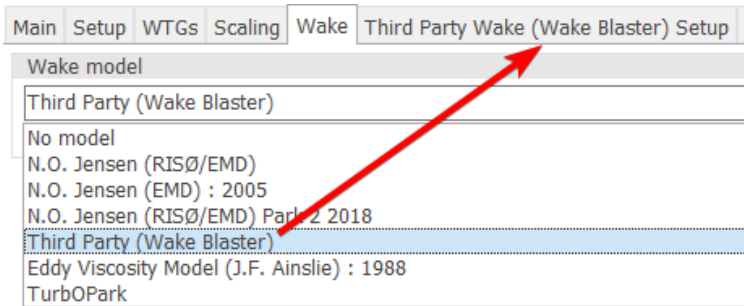 Main Setup WTGs Scaling Wake Third Party Wake (Wake Blaster) Setup
Wake model
Third Party (Wake Blaster)
No model
N.O. Jensen (RISØ/EMD)
N.O. Jensen (EMD) : 2005
N.O. Jensen (RISØ/EMD) Park 2 2018
Third Party (Wake Blaster)
Eddy Viscosity Model (J.F. Ainslie) : 1988
TurbOPark